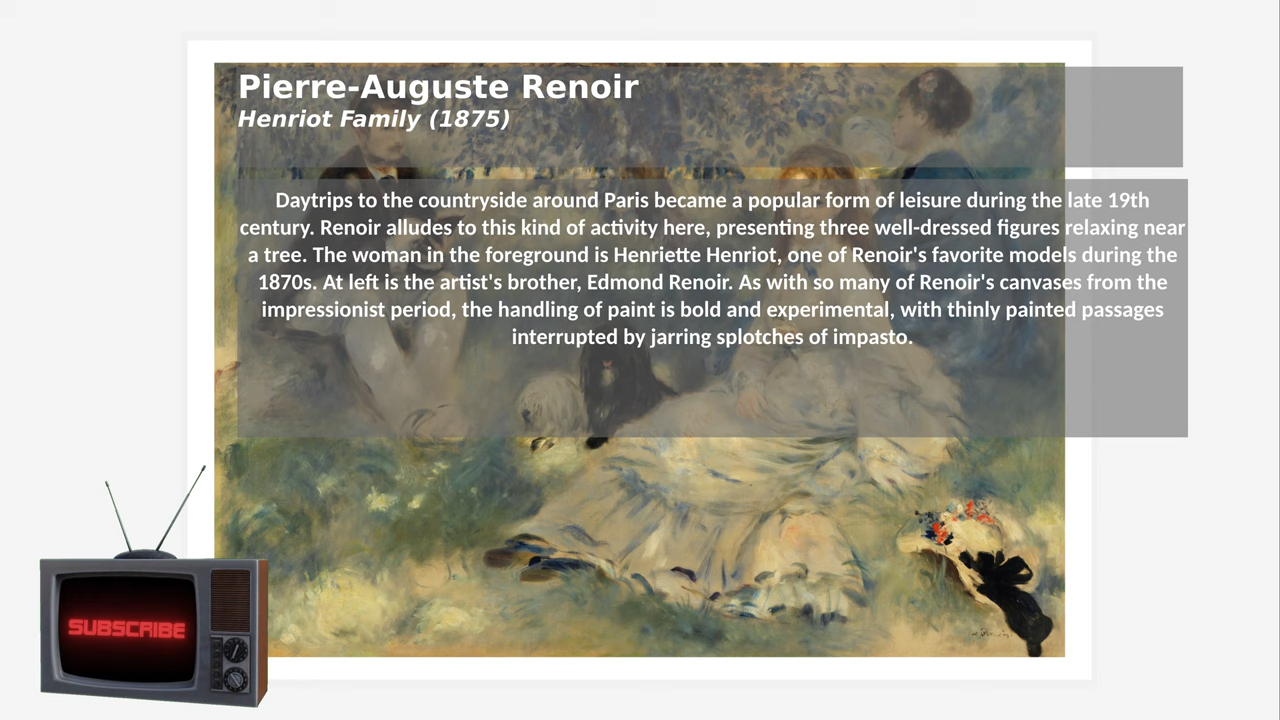 Pierre-Auguste Renoir
Henriot Family (1875)
Daytrips to the countryside around Paris became a popular form of leisure during the late 19th
century. Renoir alludes to this kind of activity here, presenting three well-dressed figures relaxing near
a tree. The woman in the foreground is Henriette Henriot, one of Renoir's favorite models during the
1870s. At left is the artist's brother, Edmond Renoir. As with so many of Renoir's canvases from the
impressionist period, the handling of paint is bold and experimental, with thinly painted passages
interrupted by jarring splotches of impasto.
SUBSCRIBE